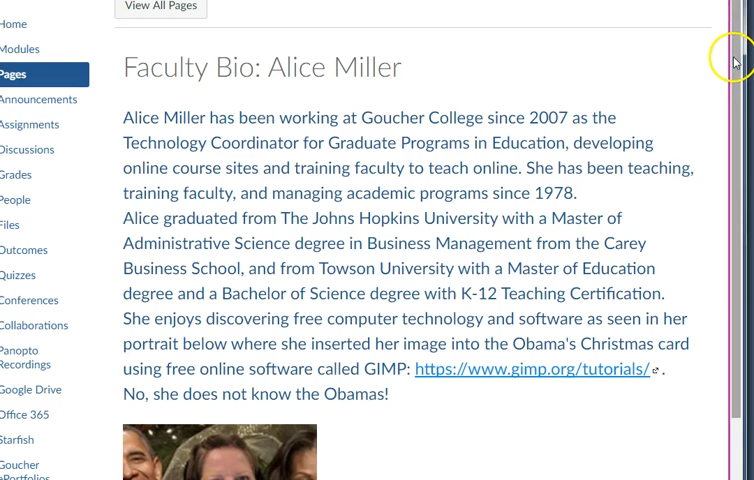 View All Pages
Home
Modules
Pages
Announcements
Assignments
Discussions
Grades
People
Files
Outcomes
Quizzes
Conferences
Collaborations
Panopto
Recordings
Google Drive
Office 365
Starfish
Goucher
ePortfolios
Faculty Bio: Alice Miller
Alice Miller has been working at Goucher College since 2007 as the
Technology Coordinator for Graduate Programs in Education, developing
online course sites and training faculty to teach online. She has been teaching,
training faculty, and managing academic programs since 1978.
Alice graduated from The Johns Hopkins University with a Master of
Administrative Science degree in Business Management from the Carey
Business School, and from Towson University with a Master of Education
degree and a Bachelor of Science degree with K-12 Teaching Certification.
She enjoys discovering free computer technology and software as seen in her
portrait below where she inserted her image into the Obama's Christmas card
using free online software called GIMP: https://www.gimp.org/tutorials/ .
No, she does not know the Obamas!